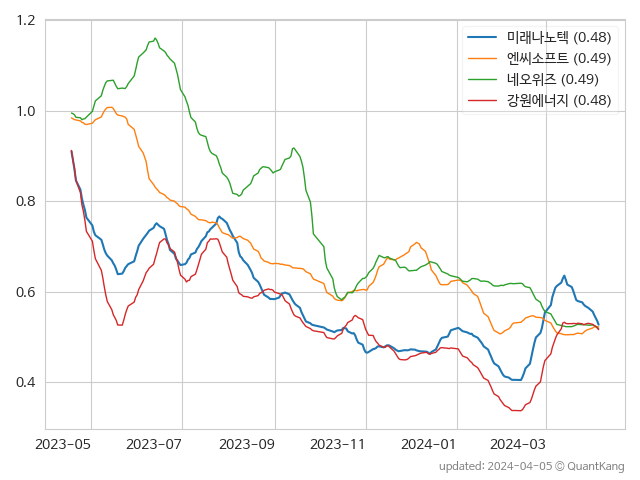 1.2
1.0
0.8
0.6
0.4
미래나노텍 (0.48)
엔씨소프트 (0.49)
네오위즈 (0.49)
강원에너지 (0.48)
2023-05 2023-07 2023-09 2023-11 2024-01 2024-03
updated: 2024-04-05 © QuantKang